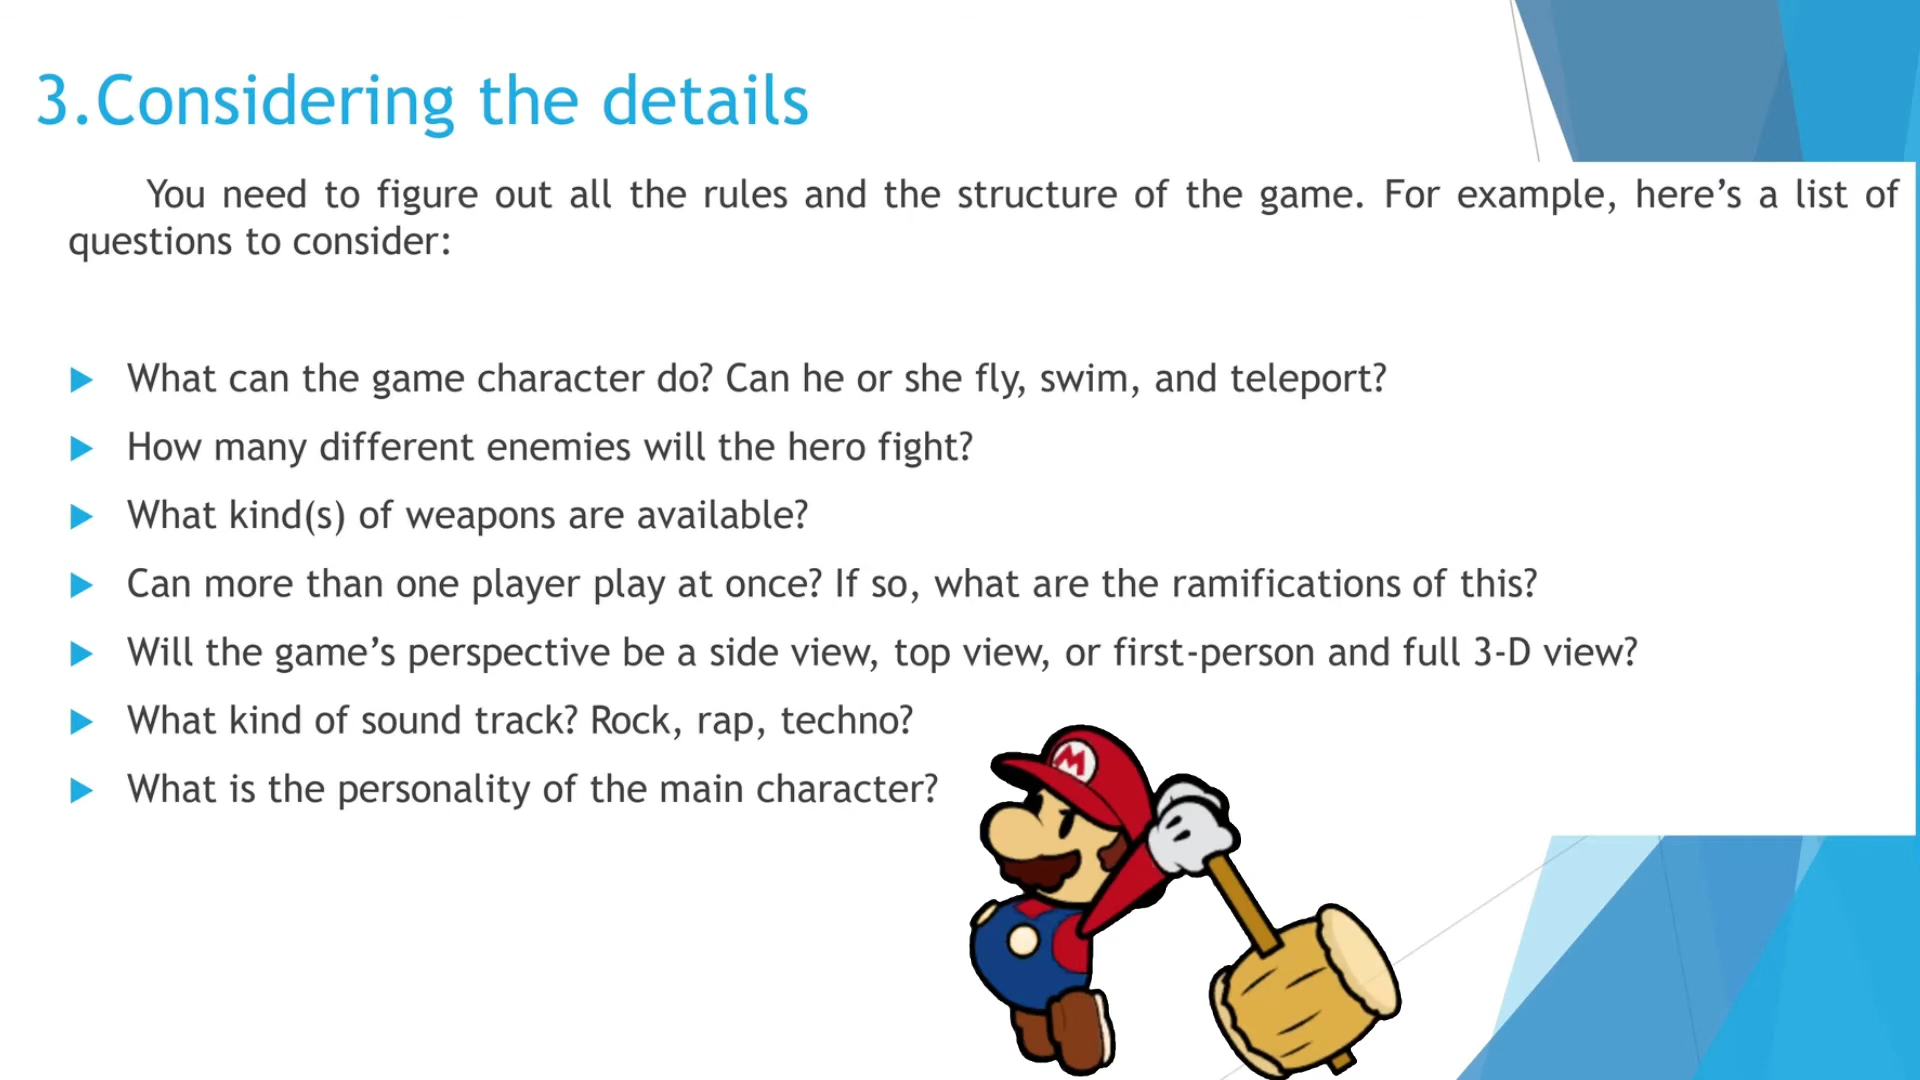 3.Considering the details
You need to figure out all the rules and the structure of the game. For example, here’s a list of
questions to consider:
What can the game character do? Can he or she fly, swim, and teleport?
How many different enemies will the hero fight?
What kind(s) of weapons are available?
Can more than one player play at once? If so, what are the ramifications of this?
Will the game’s perspective be a side view, top view, or first-person and full 3-D view?
What kind of sound track? Rock, rap, techno?
What is the personality of the main character?
M